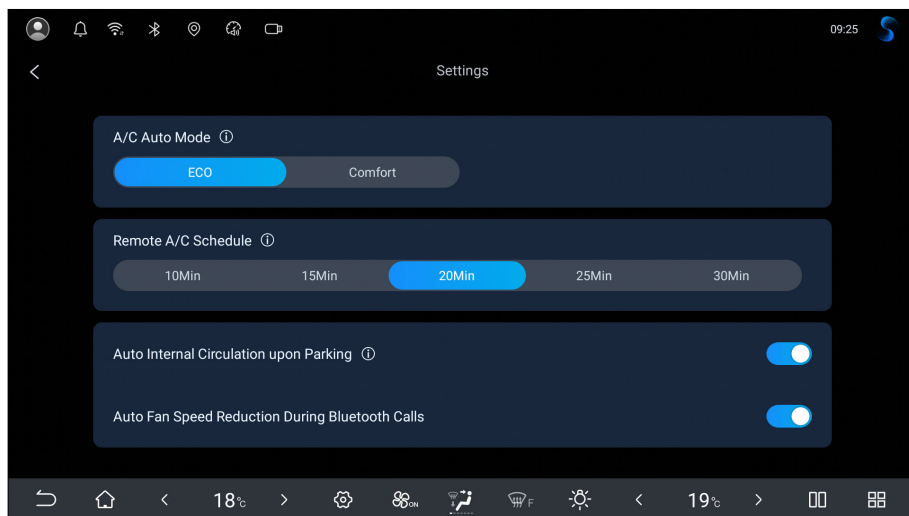 09:25
Settings
A/C Auto Mode
ECO Comfort
Remote A/C Schedule
10Min 15Min 20Min 25Min 30Min
Auto Internal Circulation upon Parking
Auto Fan Speed Reduction During Bluetooth Calls
18°c ON F 19°c